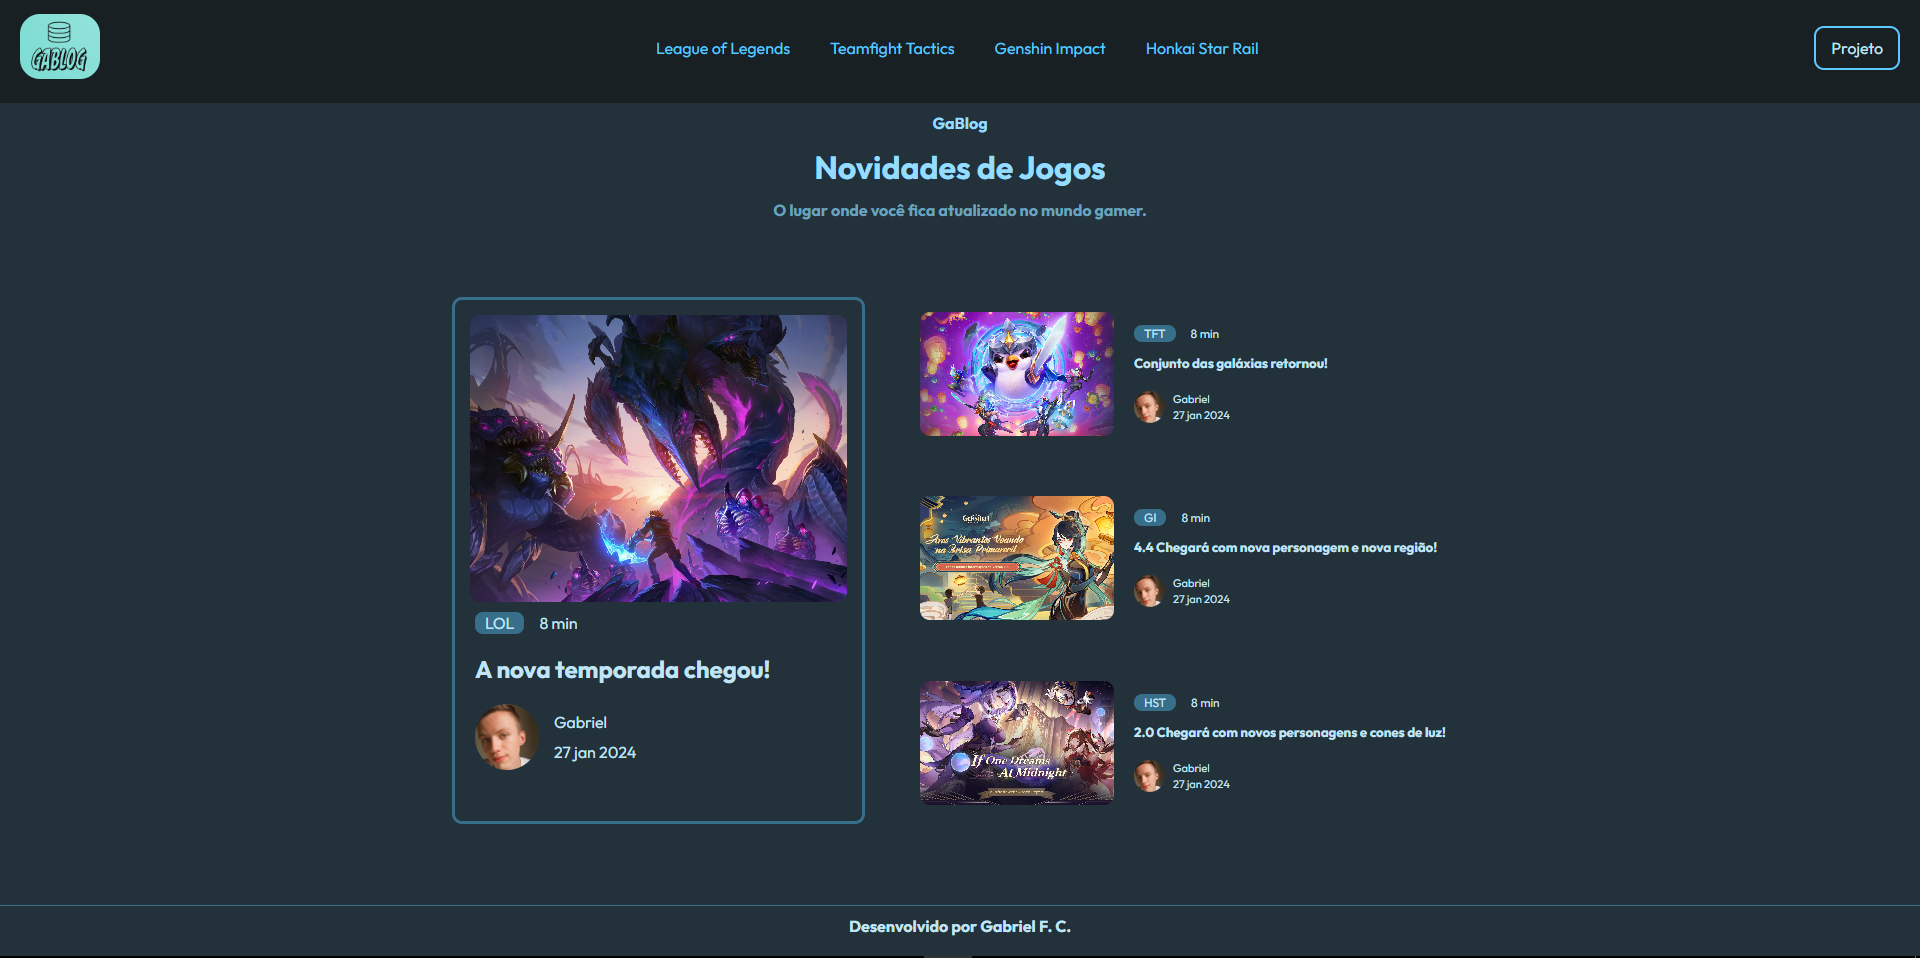 GABLOG
League of Legends
Teamfight Tactics
Genshin Impact
Honkai Star Rail
Projeto
GaBlog
Novidades de Jogos
O lugar onde você fica atualizado no mundo gamer.
LOL
8 min
A nova temporada chegou!
Gabriel
27 jan 2024
TFT
8 min
Conjunto das galáxias retornou!
Gabriel
27 jan 2024
Genshin
Vibrantes Voando
na Brisa Primaveril
GI
8 min
4.4 Chegará com nova personagem e nova região!
Gabriel
27 jan 2024
If One Dreams
At Midnight
HST
8 min
2.0 Chegará com novos personagens e cones de luz!
Gabriel
27 jan 2024
Desenvolvido por Gabriel F. C.